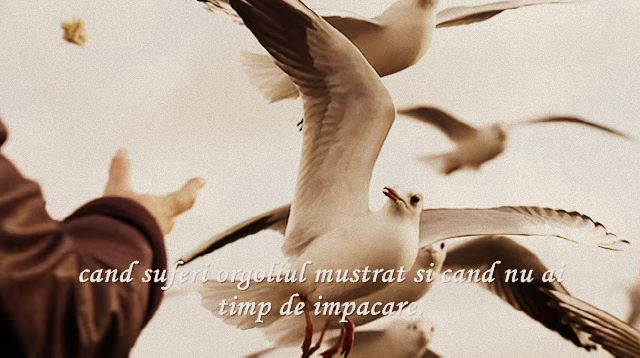 cand suferi orgoliul mustrat si cand nu ai
timp de impacare.